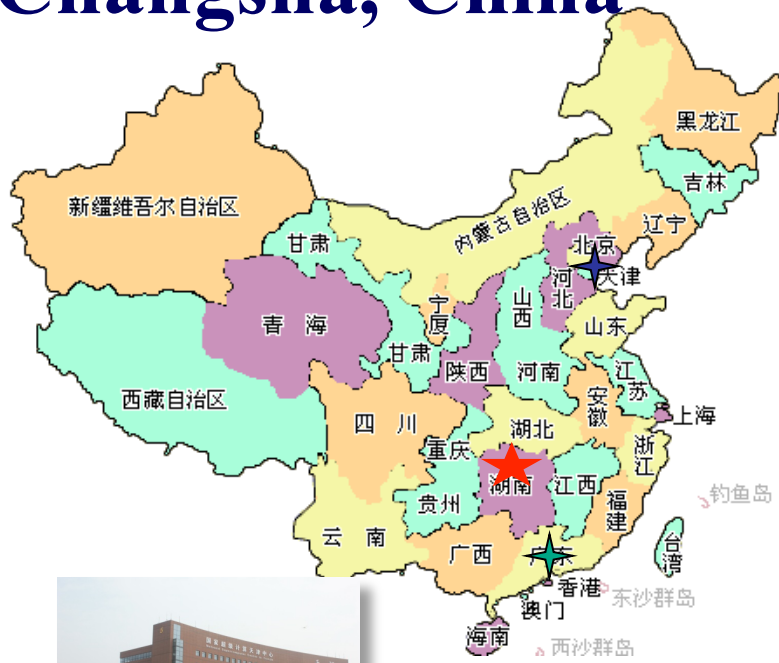 Changsha, China
黑龙江
吉林
新疆维吾尔自治区
内蒙古自治区
辽宁
甘肃
北京
天津
河北
宁厦
山西
青 海
山东
甘肃
陕西
河南
江苏
西藏自治区
安徽
上海
四 川
湖北
重庆
浙江
湖南
江西
贵州
福建
钓鱼岛
云 南
广西
广东
台湾
香港
东沙群岛
澳门
海南
西沙群岛